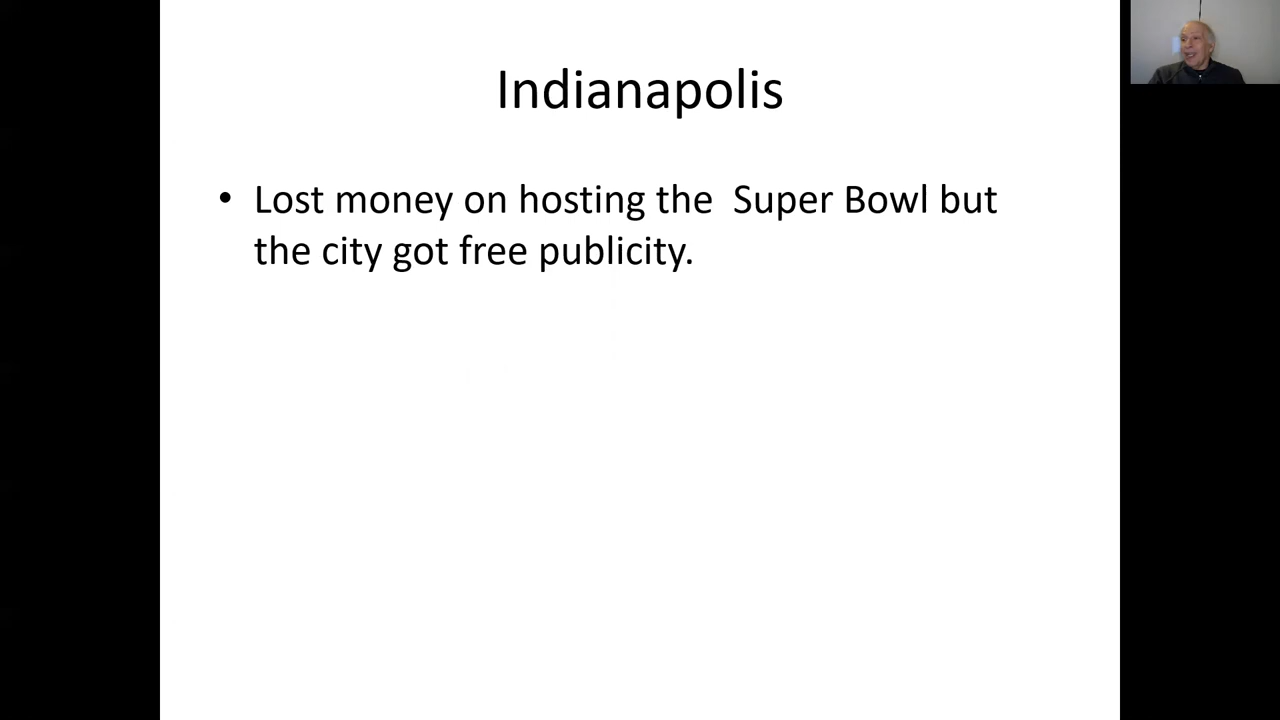 Indianapolis
• Lost money on hosting the  Super Bowl but
the city got free publicity.